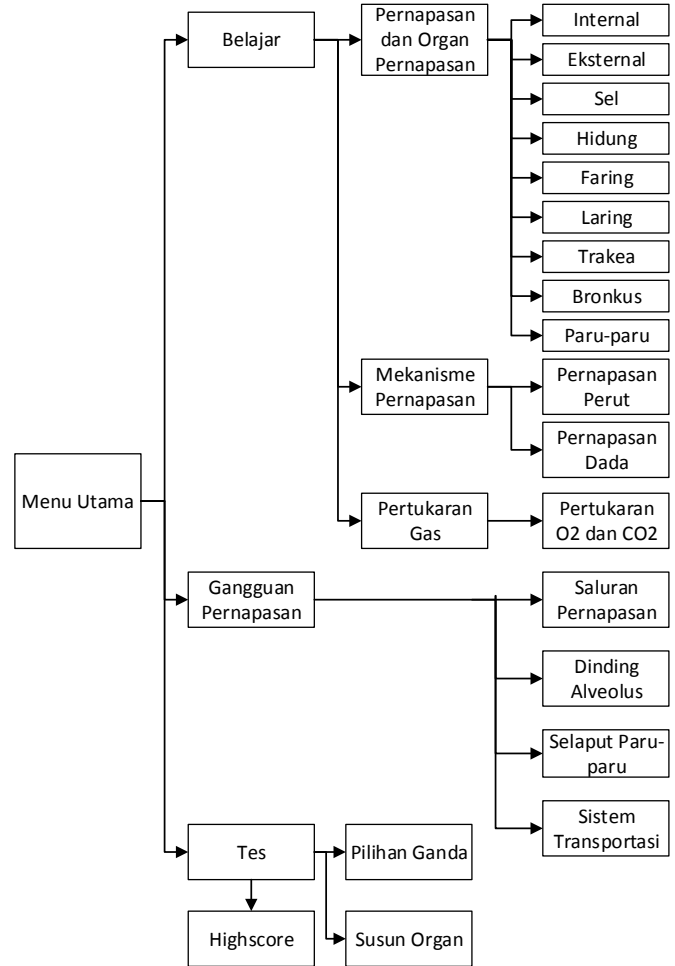 Belajar
Pernapasan
dan Organ
Pernapasan
Internal
Eksternal
Sel
Hidung
Faring
Laring
Trakea
Bronkus
Paru-paru
Mekanisme
Pernapasan
Pernapasan
Perut
Pernapasan
Dada
Menu Utama
Pertukaran
Gas
Pertukaran
O2 dan CO2
Gangguan
Pernapasan
Saluran
Pernapasan
Dinding
Alveolus
Selaput Paru-
paru
Sistem
Transportasi
Tes
Pilihan Ganda
Highscore
Susun Organ